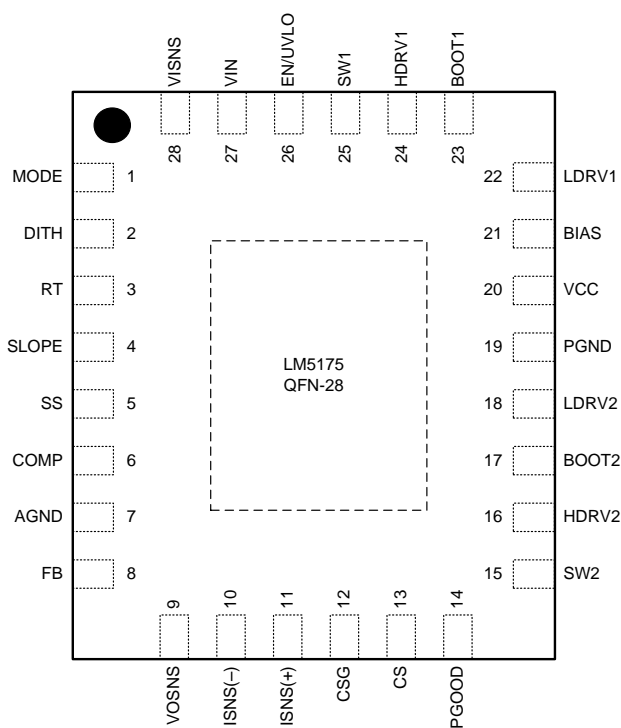 VISNS
VIN
EN/UVLO
SW1
HDRV1
BOOT1
28
27
26
25
24
23
MODE 1
DITH 2
RT 3
SLOPE 4
SS 5
COMP 6
AGND 7
FB 8
22 LDRV1
21 BIAS
20 VCC
19 PGND
18 LDRV2
17 BOOT2
16 HDRV2
15 SW2
LM5175
QFN-28
9
10
11
12
13
14
VOSNS
ISNS(–)
ISNS(+)
CSG
CS
PGOOD